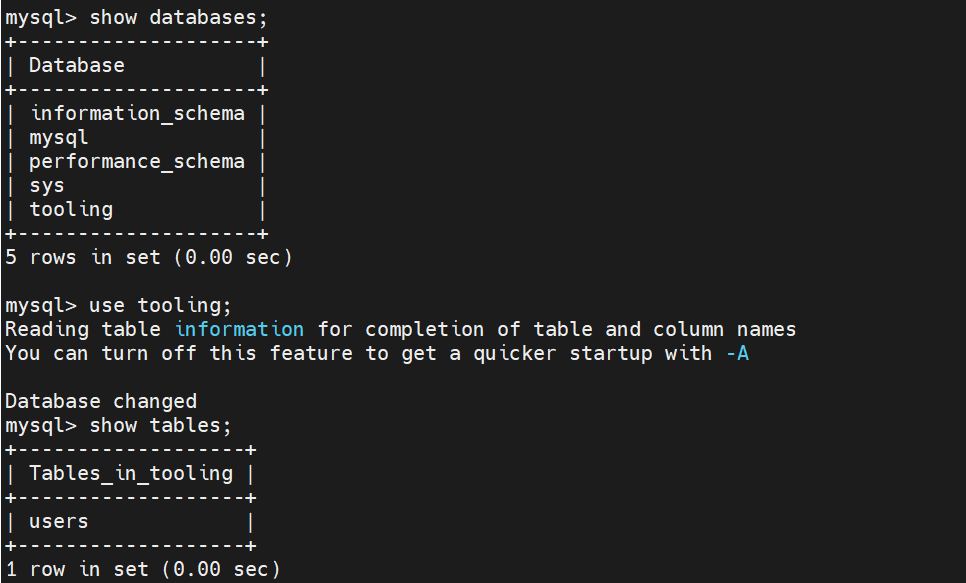 mysql> show databases;
+--------------------+
| Database           |
+--------------------+
| information_schema |
| mysql              |
| performance_schema |
| sys                |
| tooling            |
+--------------------+
5 rows in set (0.00 sec)

mysql> use tooling;
Reading table information for completion of table and column names
You can turn off this feature to get a quicker startup with -A

Database changed
mysql> show tables;
+-------------------+
| Tables_in_tooling |
+-------------------+
| users             |
+-------------------+
1 row in set (0.00 sec)